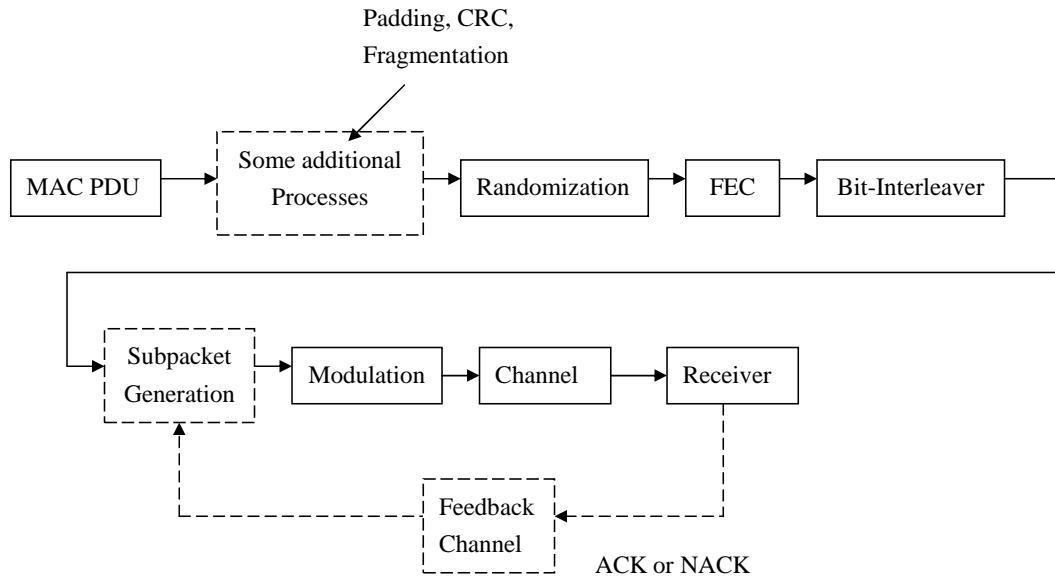 Padding, CRC,
Fragmentation
MAC PDU
Some additional
Processes
Randomization
FEC
Bit-Interleaver
Subpacket
Generation
Modulation
Channel
Receiver
Feedback
Channel
ACK or NACK